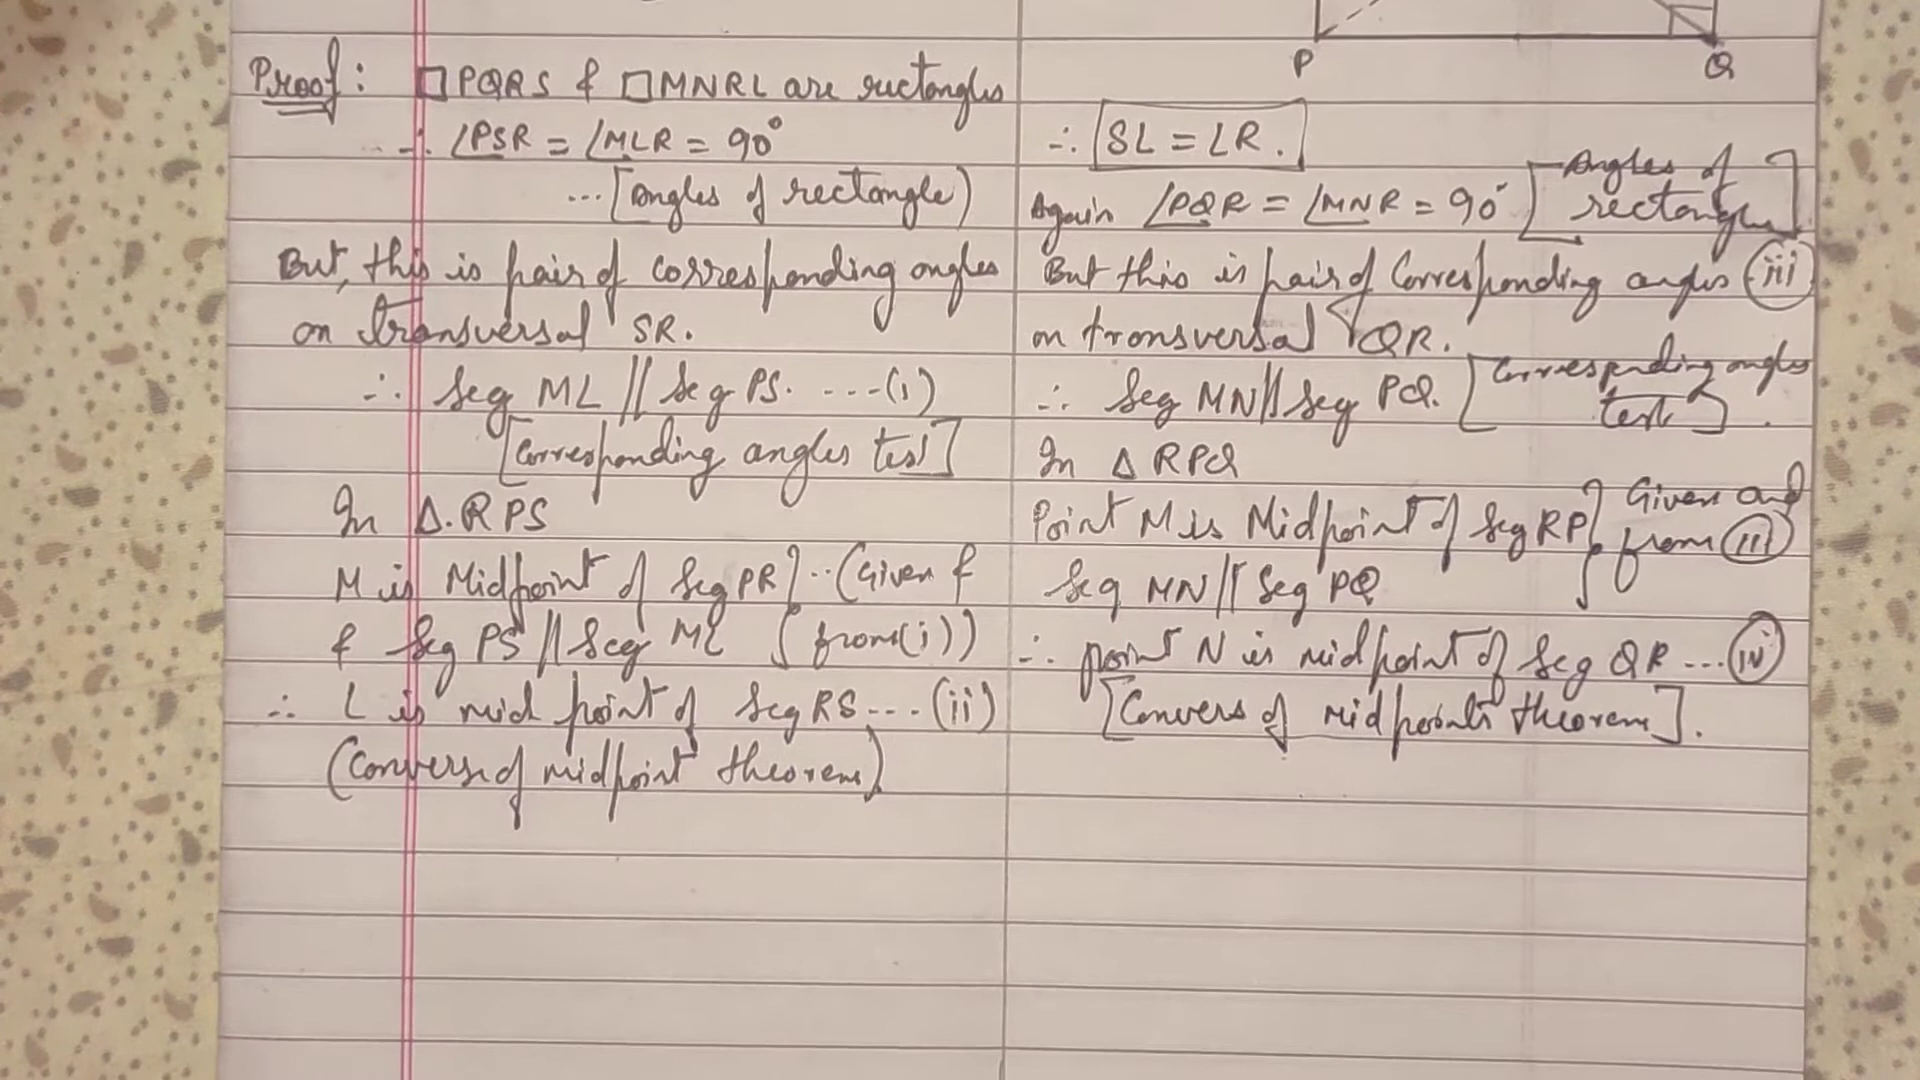 P Q
Proof: □PQRS & □MNRL are rectangles
∴ ∠PSR = ∠MLR = 90°
...[angles of rectangle)
But, this is pair of corresponding angles
on transversal SR.
∴ seg ML || seg PS. ...(i)
[Corresponding angles test]
In Δ.RPS
M is Midpoint of seg PR} ..(Given &
& seg PS || seg ML from(i))
∴ L is mid point of seg RS... (ii)
(Converse of midpoint theorem)
∴ SL = LR.
Again ∠PQR = ∠MNR = 90° [Angles of
rectangle]
But this is pair of Corresponding angles (iii)
on transversal QR.
∴ seg MN || seg PQ. [Corresponding angles
test].
In Δ RPQ
Point M is Midpoint of seg RP} Given and
from (iii)
seg MN || seg PQ
∴ point N is midpoint of seg QR ...(iv)
[Convers of midpoint theorem].